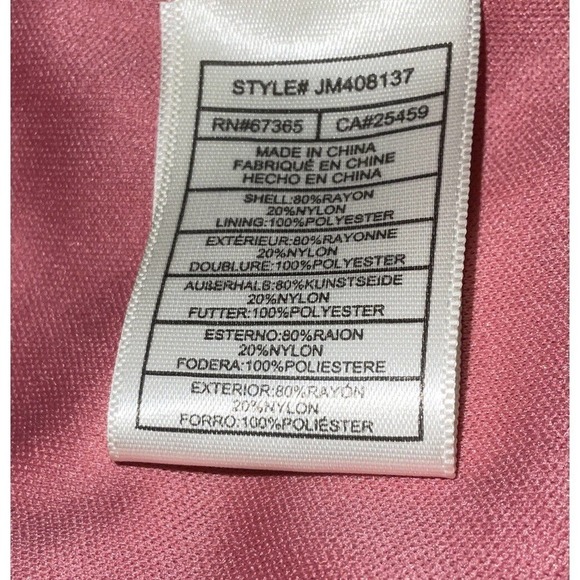 STYLE# JM408137
RN#67365 CA#25459
MADE IN CHINA
FABRIQUÉ EN CHINE
HECHO EN CHINA
SHELL:80%RAYON
20%NYLON
LINING:100%POLYESTER
EXTÉRIEUR:80%RAYONNE
20%NYLON
DOUBLURE:100%POLYESTER
AUßERHALB:80%KUNSTSEIDE
20%NYLON
FUTTER:100%POLYESTER
ESTERNO:80%RAION
20%NYLON
FODERA:100%POLIESTERE
EXTERIOR:80%RAYÓN
20%NYLON
FORRO:100%POLIÉSTER